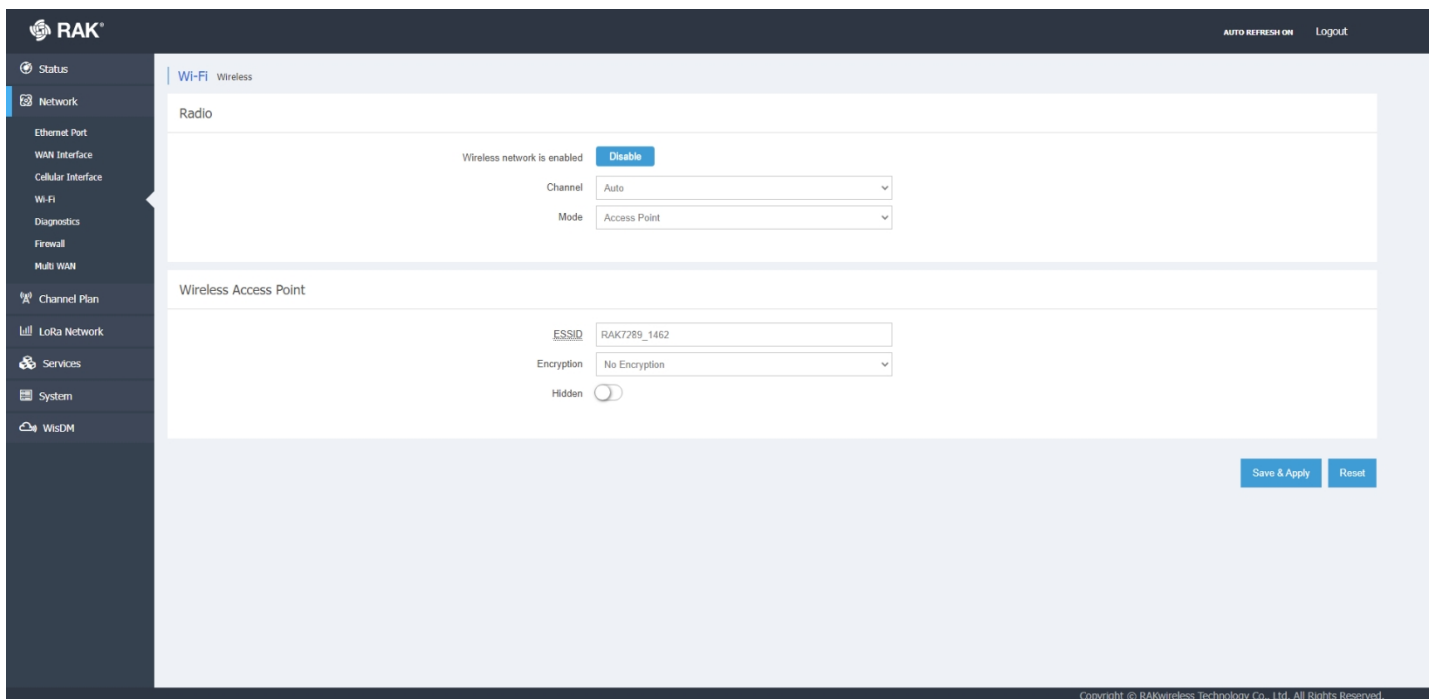 RAK®
AUTO REFRESH ON Logout
Status
Network
Ethernet Port
WAN Interface
Cellular Interface
Wi-Fi
Diagnostics
Firewall
Multi WAN
Channel Plan
LoRa Network
Services
System
WisDM
Wi-Fi Wireless
Radio
Wireless network is enabled Disable
Channel Auto
Mode Access Point
Wireless Access Point
ESSID RAK7289_1462
Encryption No Encryption
Hidden
Save & Apply Reset
Copyright © RAKwireless Technology Co., Ltd. All Rights Reserved.